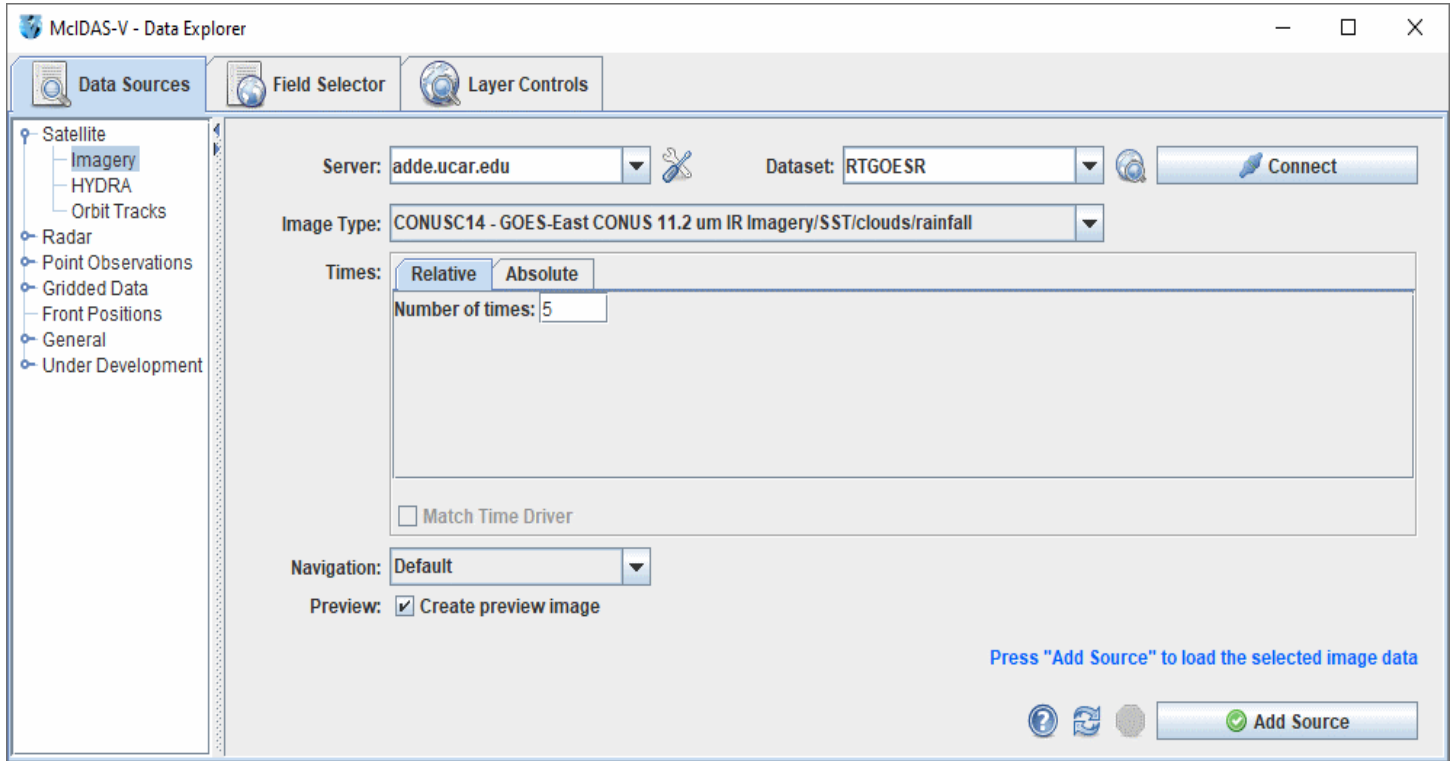 McIDAS-V - Data Explorer
Data Sources Field Selector Layer Controls
Satellite
Imagery
HYDRA
Orbit Tracks
Radar
Point Observations
Gridded Data
Front Positions
General
Under Development
Server: adde.ucar.edu Dataset: RTGOESR Connect
Image Type: CONUSC14 - GOES-East CONUS 11.2 um IR Imagery/SST/clouds/rainfall
Times: Relative Absolute
Number of times: 5
Match Time Driver
Navigation: Default
Preview: Create preview image
Press "Add Source" to load the selected image data
Add Source